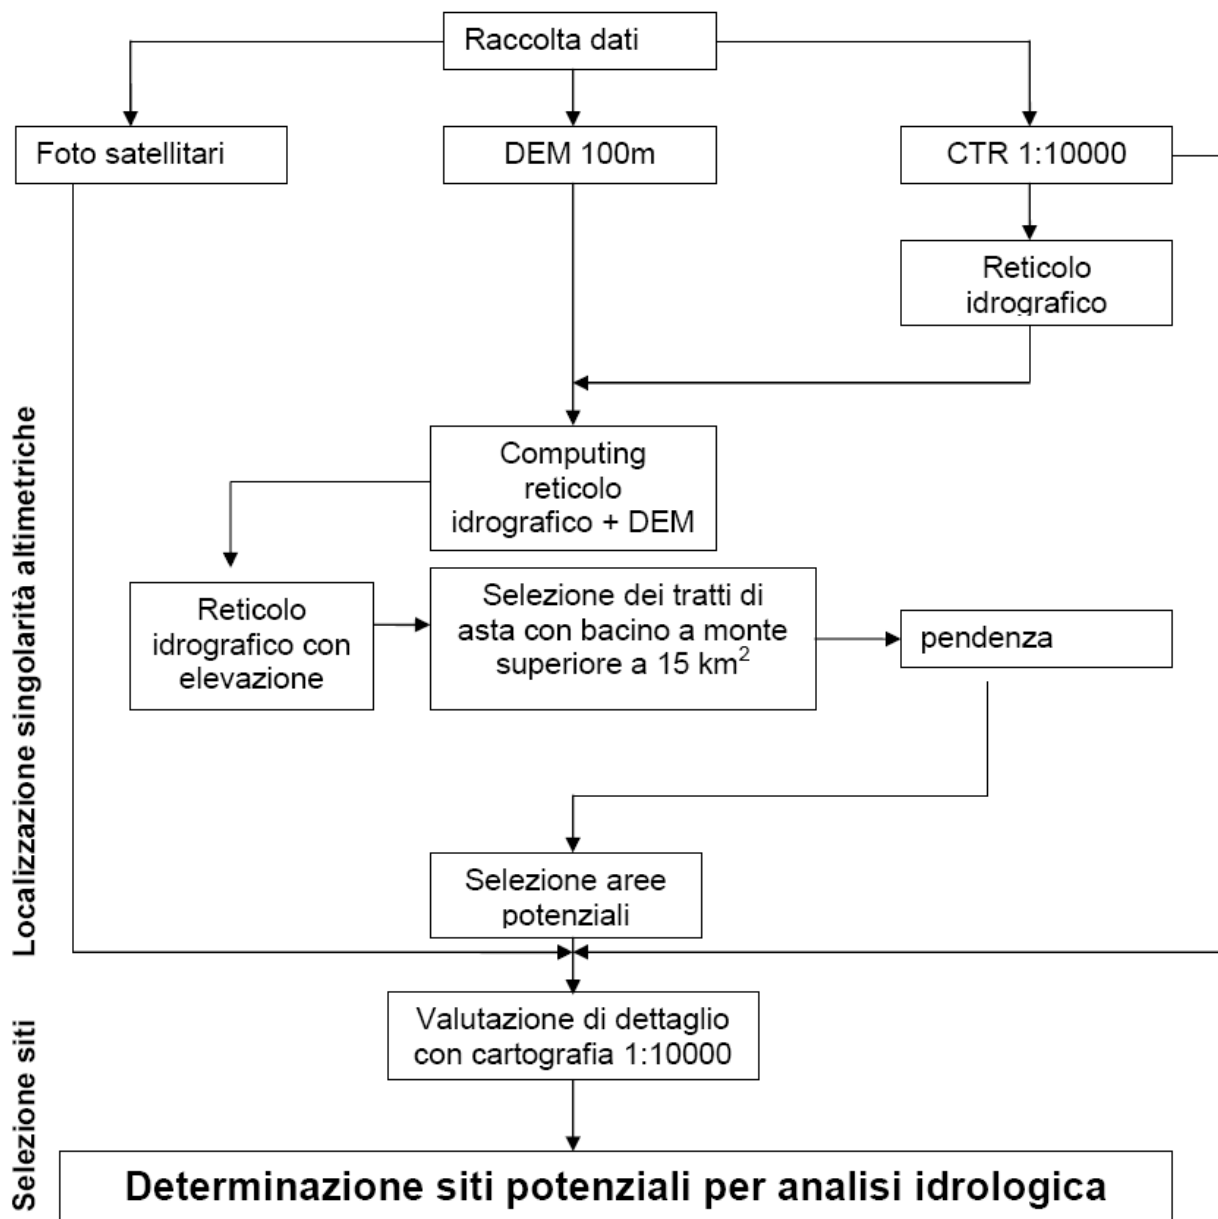 Raccolta dati
Foto satellitari
DEM 100m
CTR 1:10000
Reticolo
idrografico
Computing
reticolo
idrografico + DEM
Reticolo
idrografico con
elevazione
Selezione dei tratti di
asta con bacino a monte
superiore a 15 km²
pendenza
Selezione aree
potenziali
Localizzazione singolarità altimetriche
Valutazione di dettaglio
con cartografia 1:10000
Selezione siti
Determinazione siti potenziali per analisi idrologica